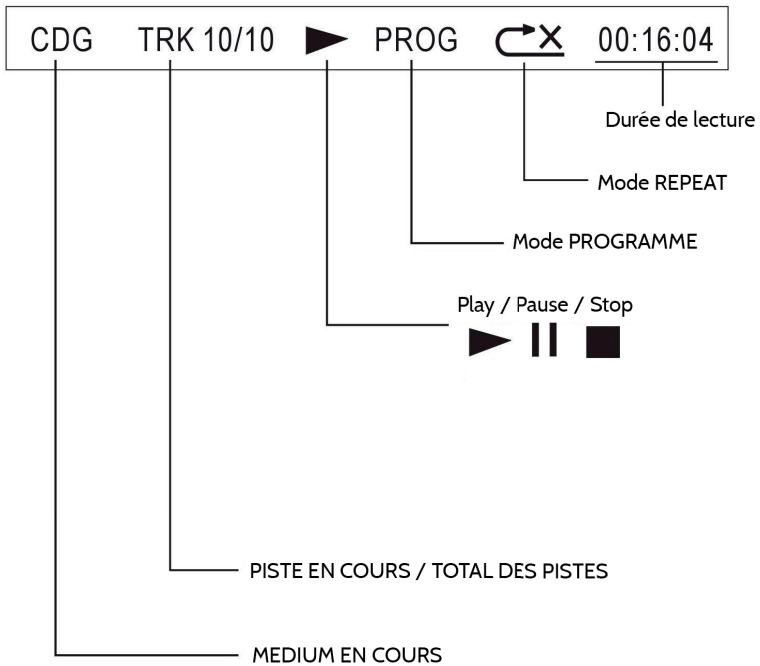 CDG TRK 10/10 PROG 00:16:04
Durée de lecture
Mode REPEAT
Mode PROGRAMME
Play / Pause / Stop
PISTE EN COURS / TOTAL DES PISTES
MEDIUM EN COURS